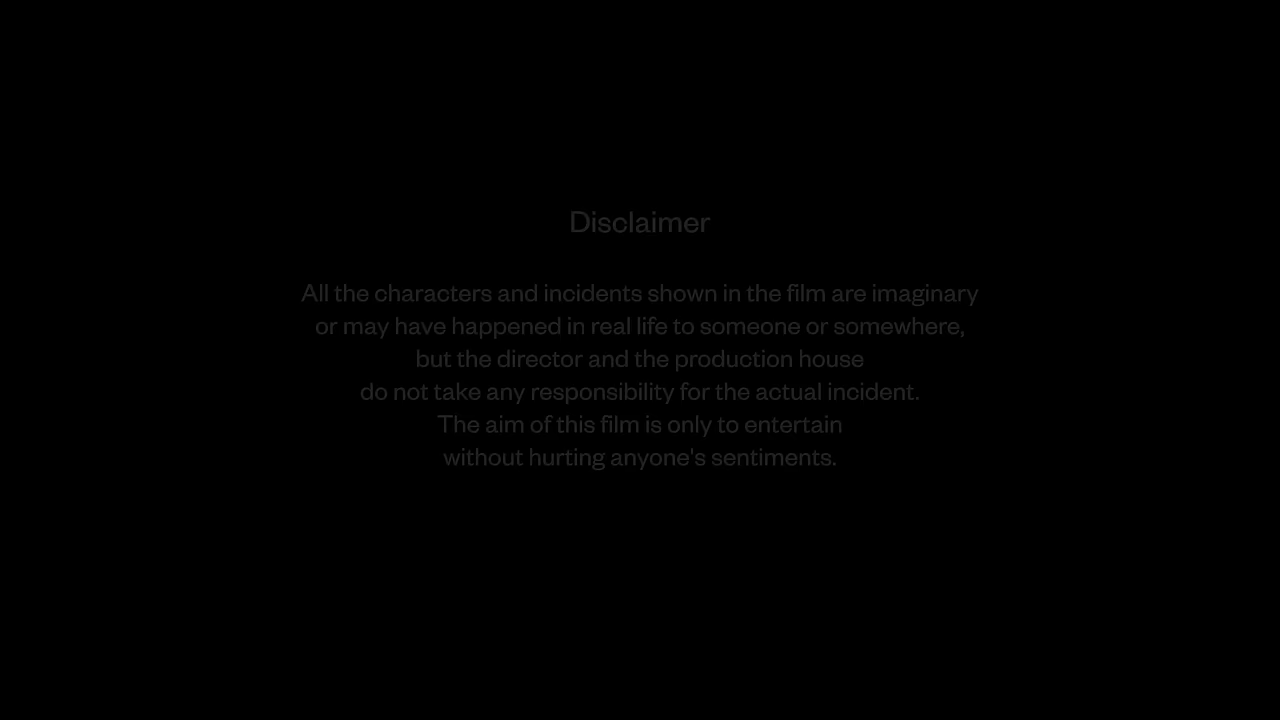 Disclaimer
All the characters and incidents shown in the film are imaginary
or may have happened in real life to someone or somewhere,
but the director and the production house
do not take any responsibility for the actual incident.
The aim of this film is only to entertain
without hurting anyone's sentiments.